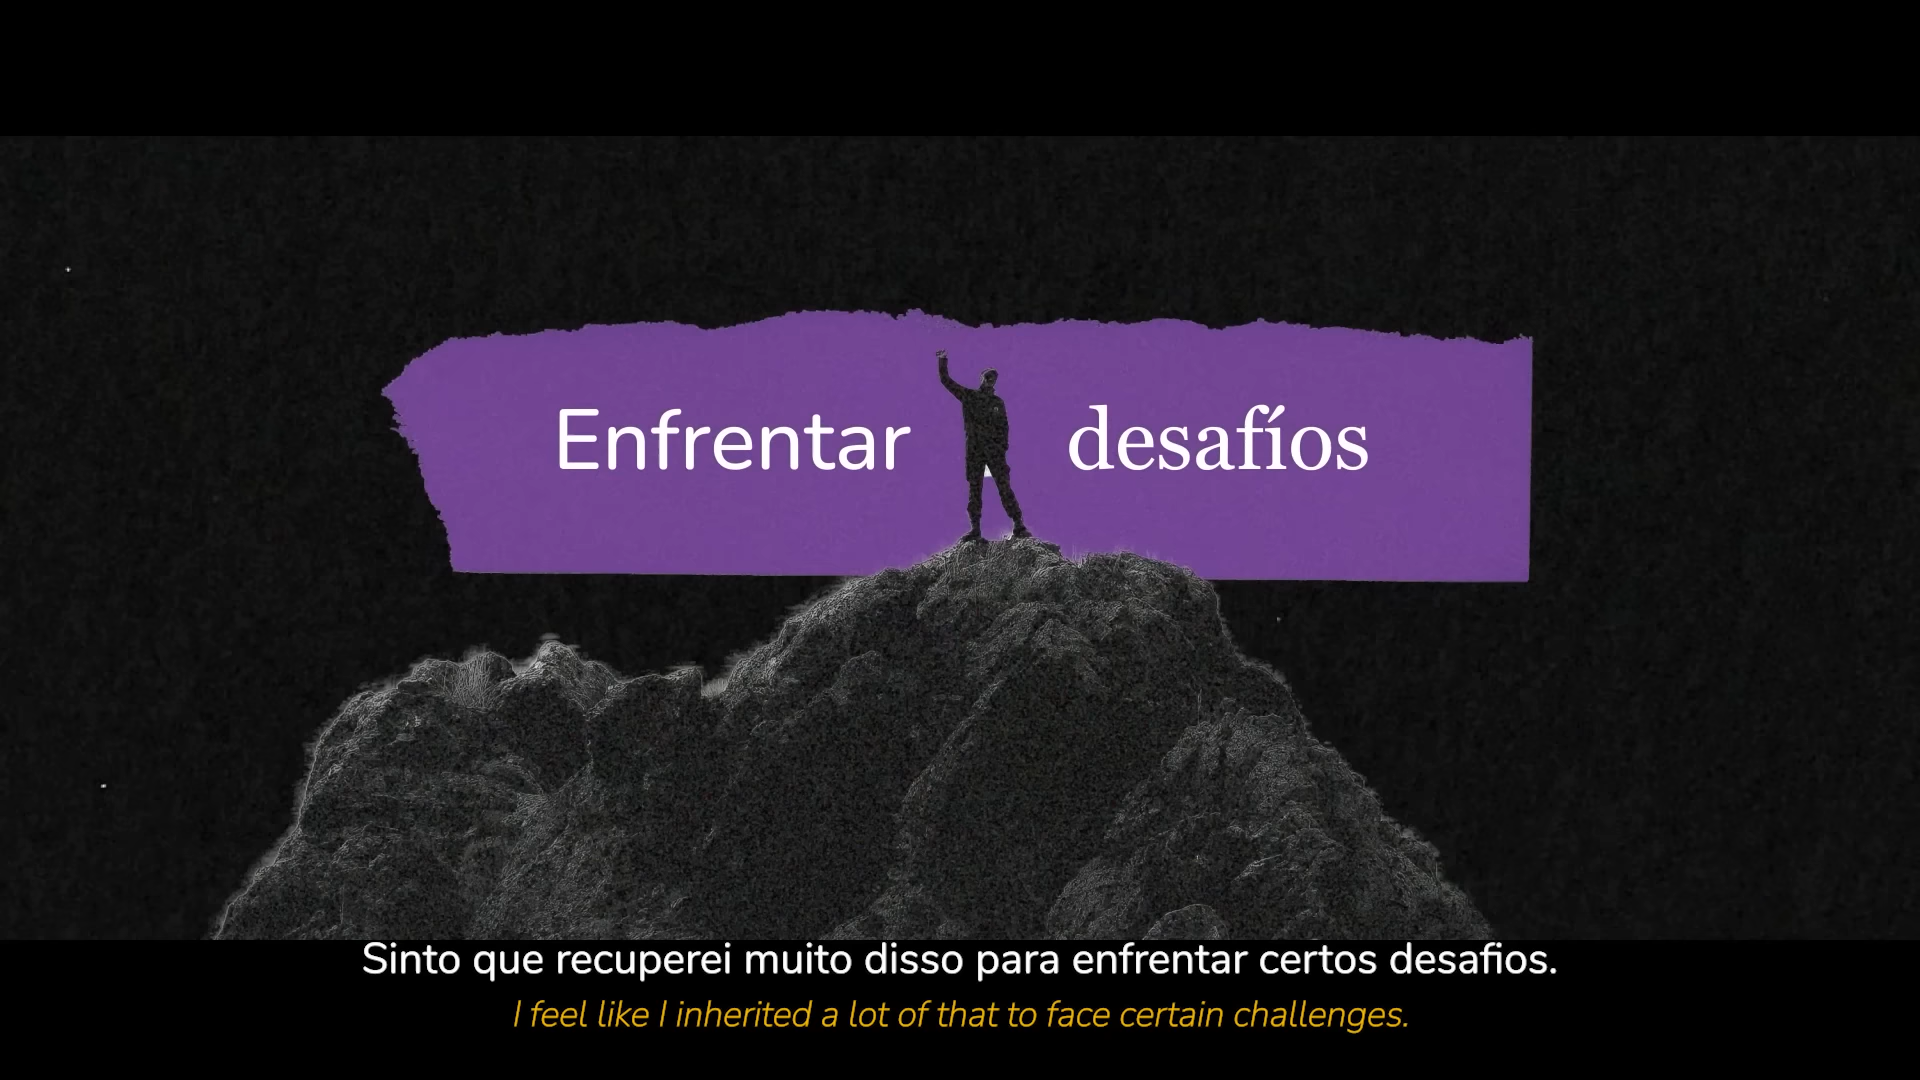 Enfrentar desafíos
Sinto que recuperei muito disso para enfrentar certos desafios.
I feel like I inherited a lot of that to face certain challenges.